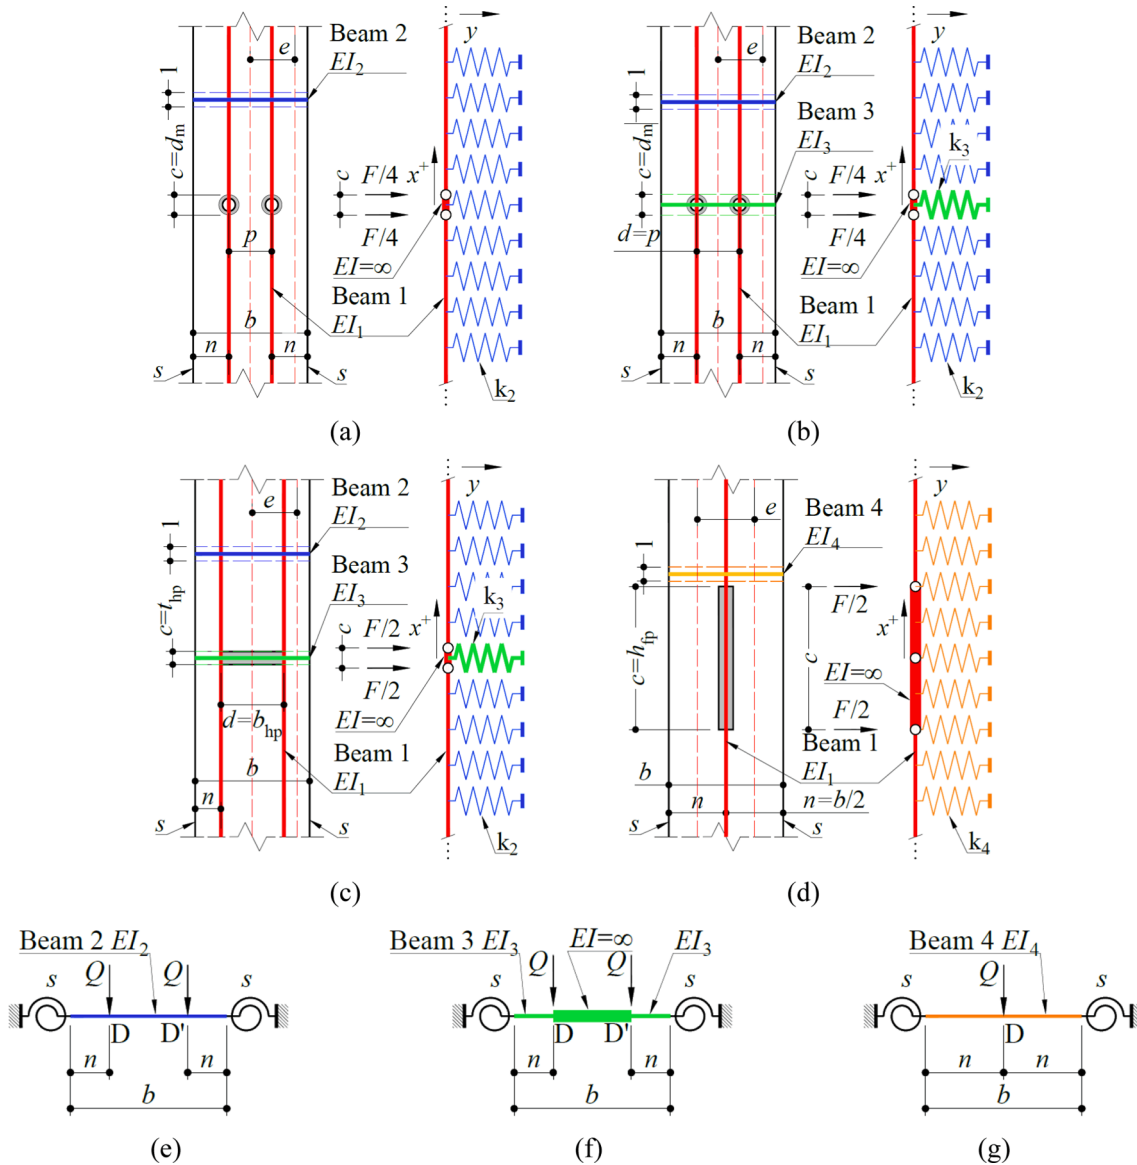 y
e
Beam 2
EI₂
1
c=dₘ
c
F/4
x⁺
F/4
EI=∞
p
Beam 1
EI₁
b
n
n
s
s
k₂
(a)
y
e
Beam 2
EI₂
1
Beam 3
EI₃
k₃
c=dₘ
c
F/4
x⁺
F/4
d=p
EI=∞
Beam 1
EI₁
b
n
n
s
s
k₂
(b)
y
e
Beam 2
EI₂
1
Beam 3
EI₃
k₃
c=t_hp
c
F/2
x⁺
F/2
d=b_hp
EI=∞
Beam 1
EI₁
b
n
s
s
k₂
(c)
y
e
Beam 4
EI₄
1
F/2
x⁺
c=h_fp
c
EI=∞
F/2
Beam 1
EI₁
b
n
n=b/2
s
s
k₄
(d)
Beam 2 EI₂
s
Q
Q
s
D
D'
n
n
b
(e)
Beam 3 EI₃
EI=∞
EI₃
s
Q
Q
s
D
D'
n
n
b
(f)
Beam 4 EI₄
s
Q
s
D
n
n
b
(g)